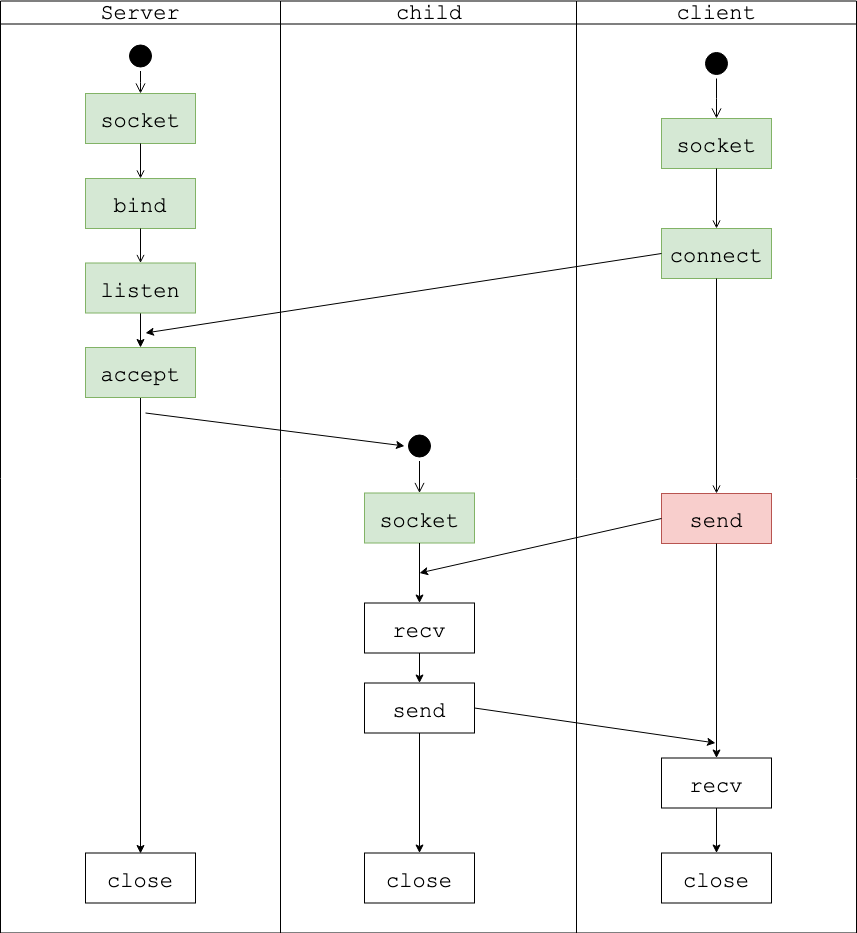 Server
child
client
socket
bind
listen
accept
socket
recv
send
socket
connect
send
recv
close
close
close